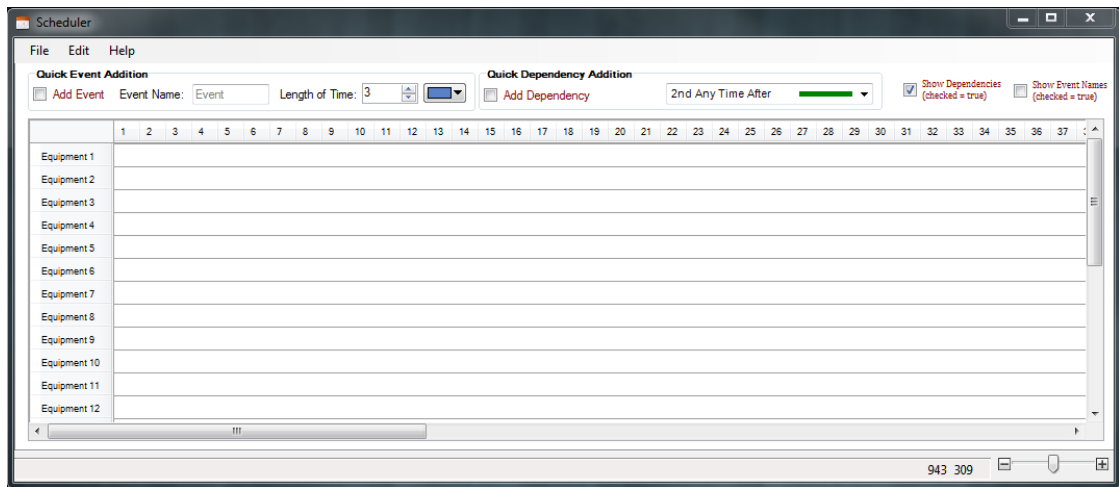 Scheduler
File Edit Help
Quick Event Addition Quick Dependency Addition
Add Event Event Name: Event Length of Time: 3 Add Dependency 2nd Any Time After Show Dependencies (checked = true) Show Event Names (checked = true)
1 2 3 4 5 6 7 8 9 10 11 12 13 14 15 16 17 18 19 20 21 22 23 24 25 26 27 28 29 30 31 32 33 34 35 36 37
Equipment 1
Equipment 2
Equipment 3
Equipment 4
Equipment 5
Equipment 6
Equipment 7
Equipment 8
Equipment 9
Equipment 10
Equipment 11
Equipment 12
943 309